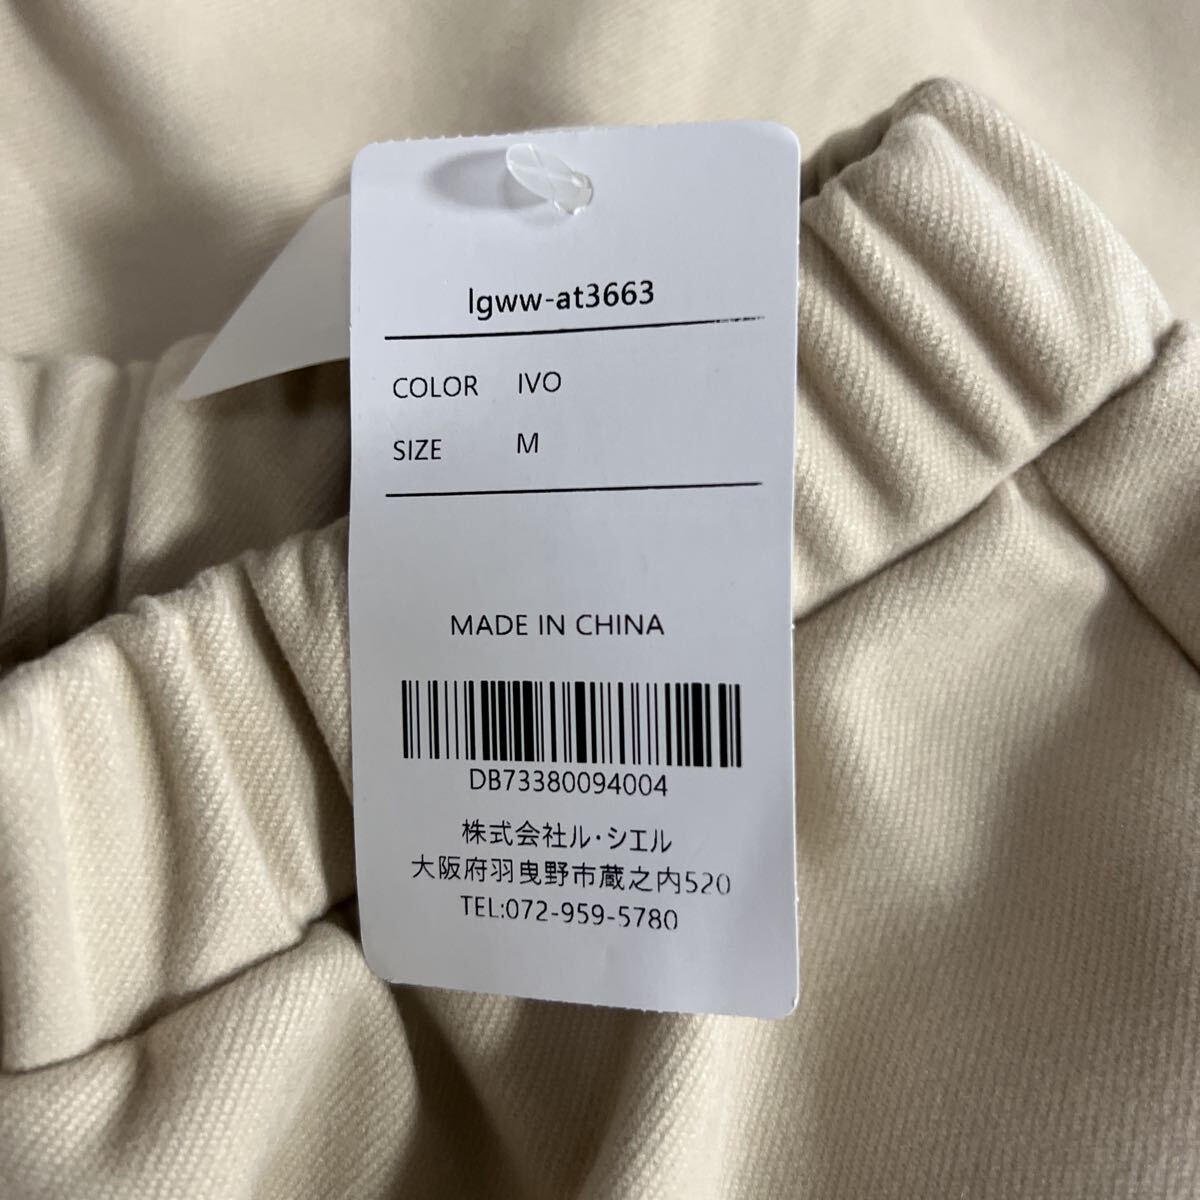 lgww-at3663
COLOR IVO
SIZE M
MADE IN CHINA
DB73380094004
株式会社ル・シエル
大阪府羽曳野市蔵之内520
TEL:072-959-5780